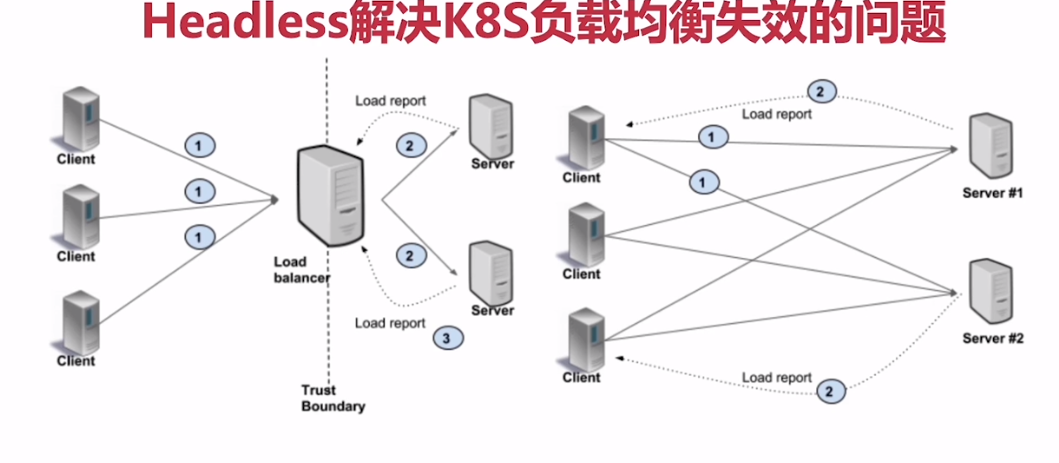 Headless解决K8S负载均衡失效的问题
Client
Client
Client
1
1
1
Load
balancer
Trust
Boundary
Load report
2
Server
2
Server
Load report
3
Client
Client
Client
1
1
2
Load report
Server #1
Server #2
Load report
2